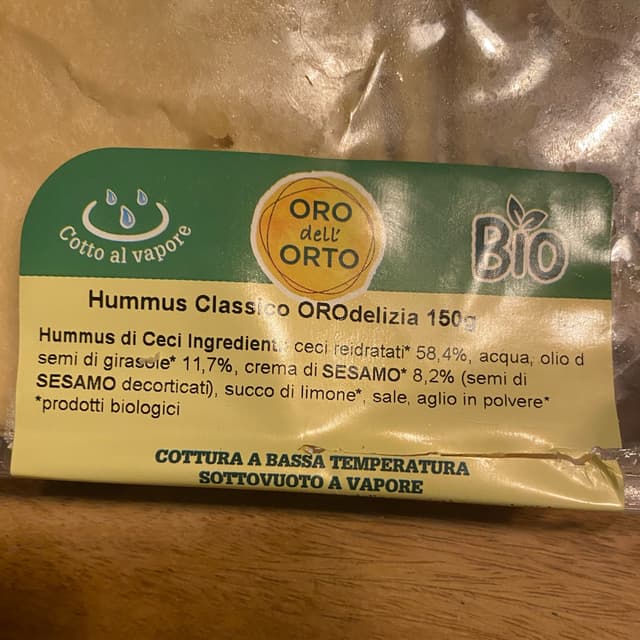 Cotto al vapore
ORO
dell'
ORTO
BIO
Hummus Classico OROdelizia 150g
Hummus di Ceci Ingredienti: ceci reidratati* 58,4%, acqua, olio d
semi di girasole* 11,7%, crema di SESAMO* 8,2% (semi di
SESAMO decorticati), succo di limone*, sale, aglio in polvere*
*prodotti biologici
COTTURA A BASSA TEMPERATURA
SOTTOVUOTO A VAPORE